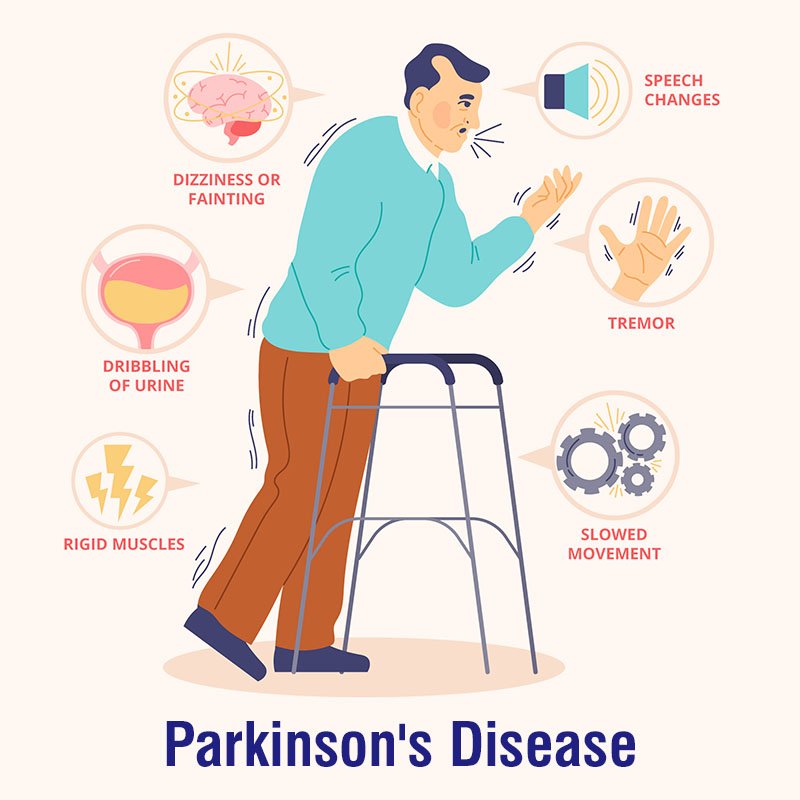 DIZZINESS OR
FAINTING
SPEECH
CHANGES
TREMOR
DRIBBLING
OF URINE
RIGID MUSCLES
SLOWED
MOVEMENT
Parkinson's Disease